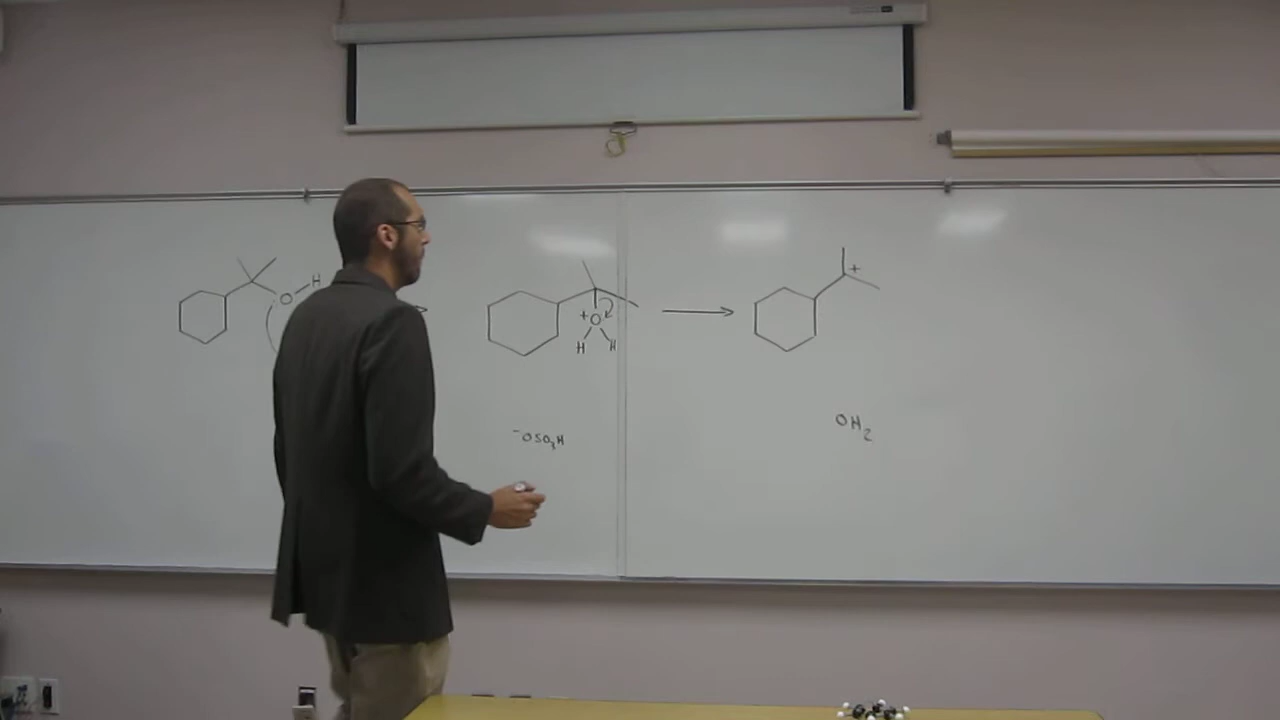 O H
+
+O
H H
⁻OSO3H
OH2